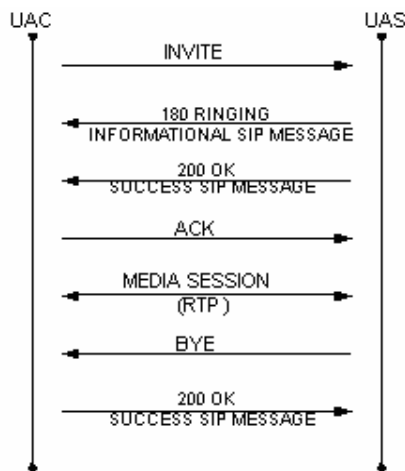 UAC
UAS
INVITE
180 RINGING
INFORMATIONAL SIP MESSAGE
200 OK
SUCCESS SIP MESSAGE
ACK
MEDIA SESSION
(RTP)
BYE
200 OK
SUCCESS SIP MESSAGE